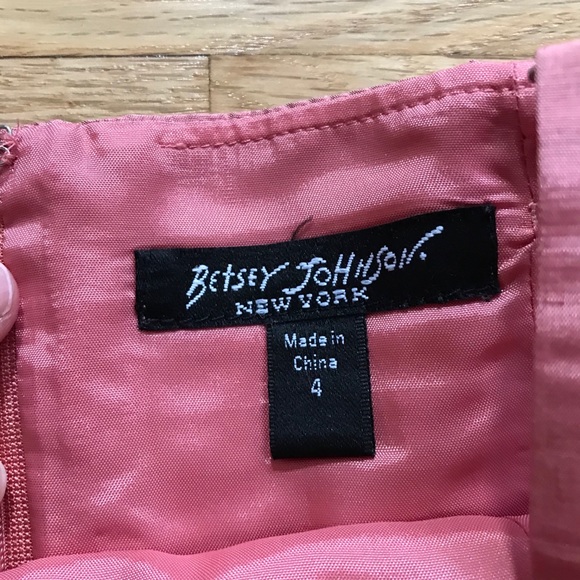 BEtSEY JOHNSON.
NEW YORK
Made in
China
4